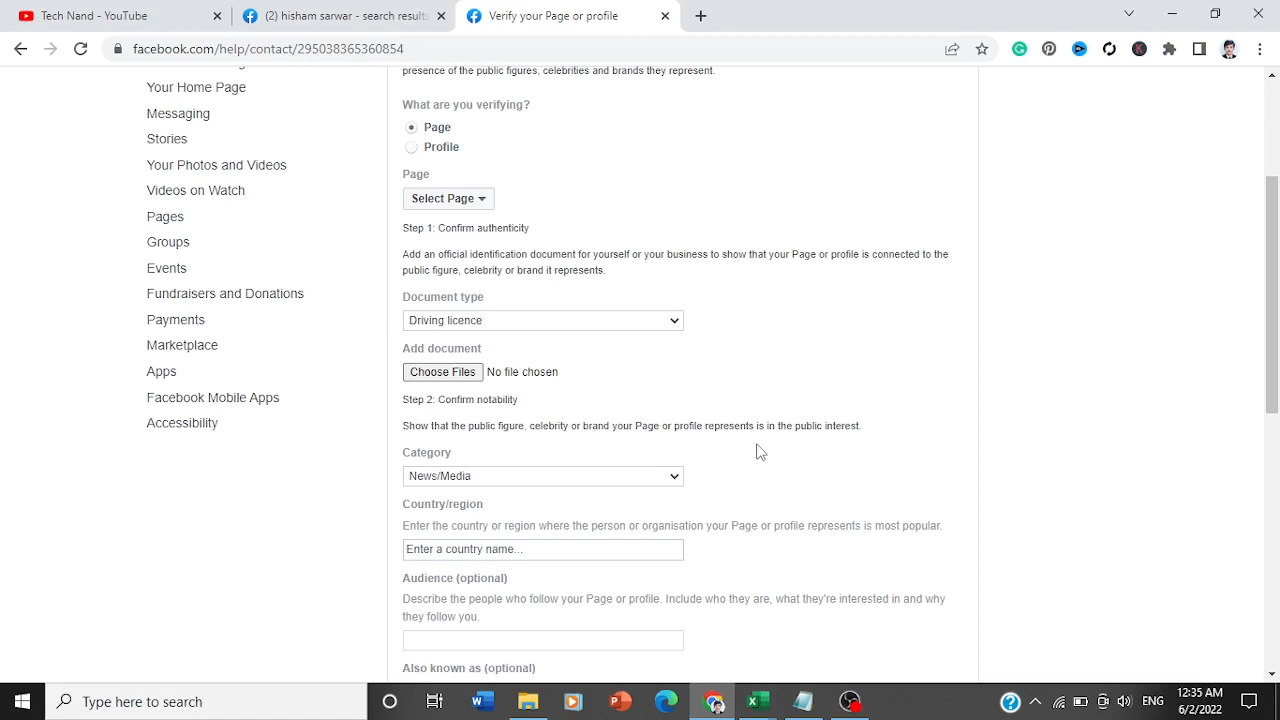 Tech Nand - YouTube
(2) hisham sarwar - search results
Verify your Page or profile
facebook.com/help/contact/295038365360854
Your Home Page
Messaging
Stories
Your Photos and Videos
Videos on Watch
Pages
Groups
Events
Fundraisers and Donations
Payments
Marketplace
Apps
Facebook Mobile Apps
Accessibility
presence of the public figures, celebrities and brands they represent.
What are you verifying?
Page
Profile
Page
Select Page
Step 1: Confirm authenticity
Add an official identification document for yourself or your business to show that your Page or profile is connected to the
public figure, celebrity or brand it represents.
Document type
Driving licence
Add document
Choose Files No file chosen
Step 2: Confirm notability
Show that the public figure, celebrity or brand your Page or profile represents is in the public interest.
Category
News/Media
Country/region
Enter the country or region where the person or organisation your Page or profile represents is most popular.
Enter a country name...
Audience (optional)
Describe the people who follow your Page or profile. Include who they are, what they're interested in and why
they follow you.
Also known as (optional)
Type here to search
ENG
12:35 AM
6/2/2022